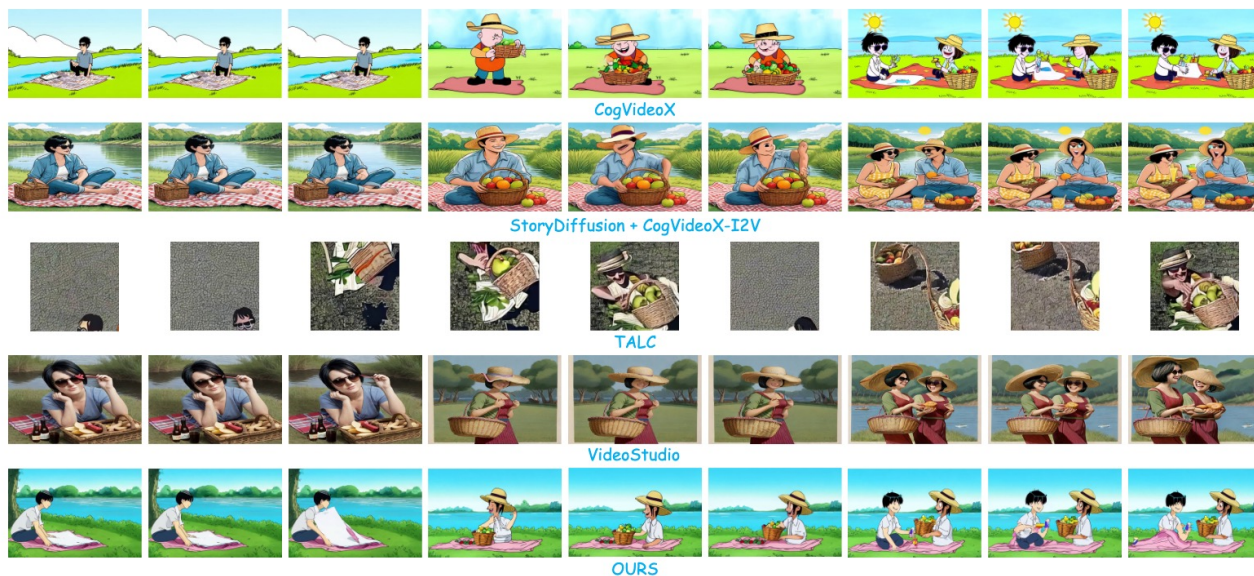 CogVideoX
StoryDiffusion + CogVideoX-I2V
TALC
VideoStudio
OURS